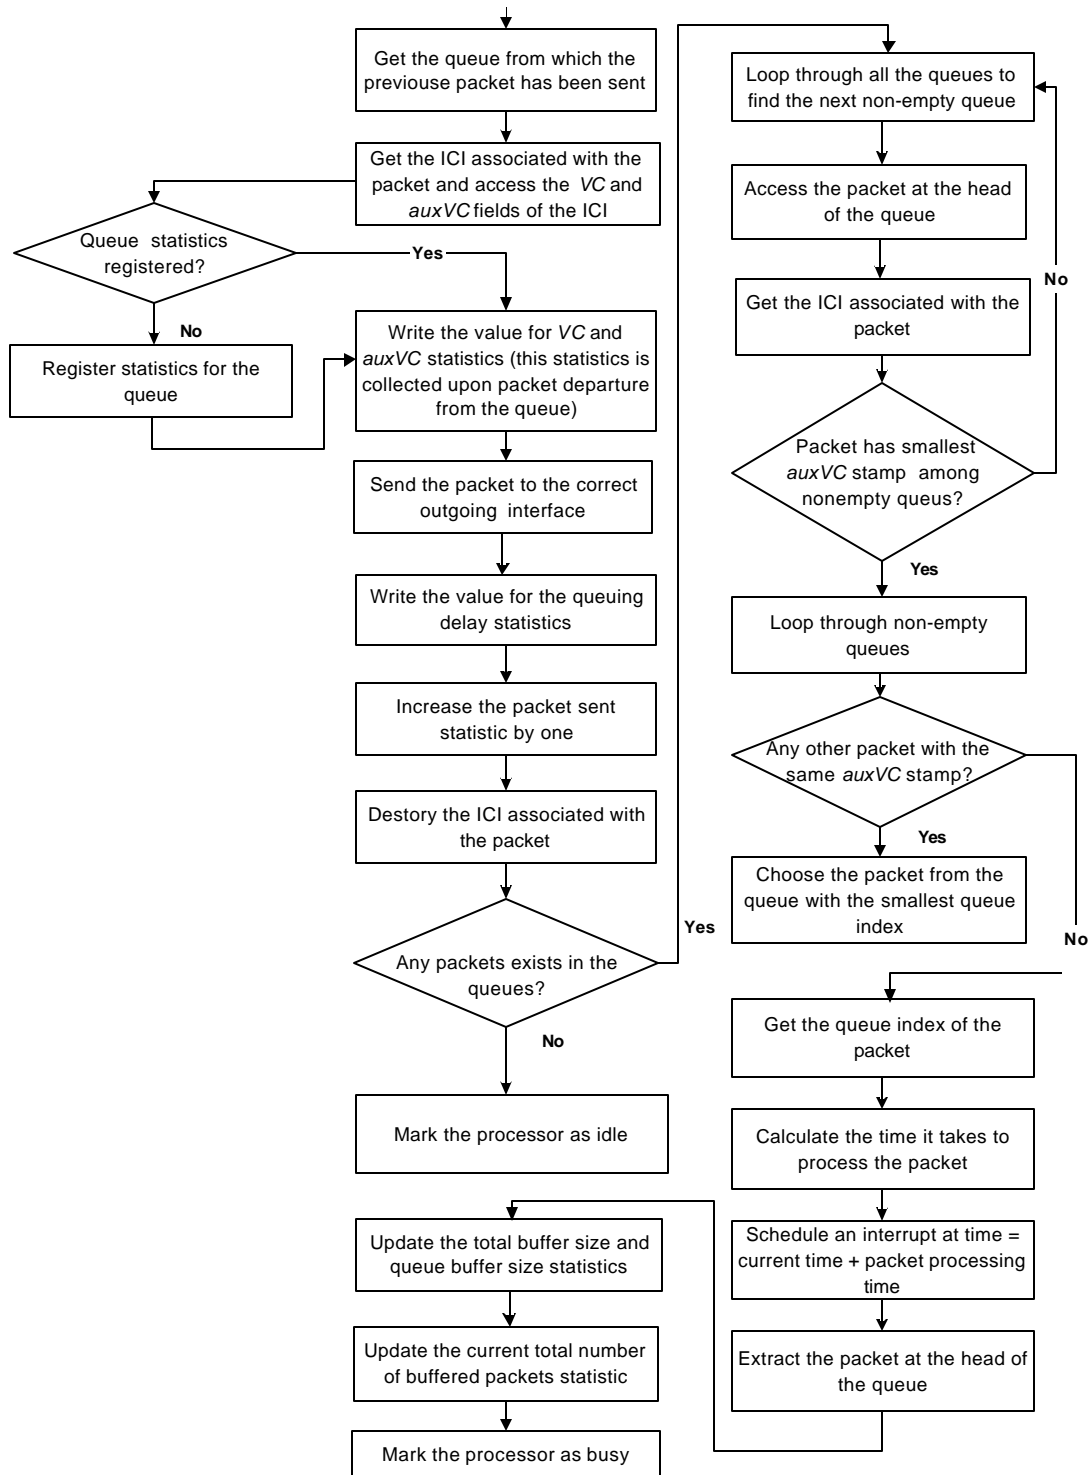 Get the queue from which the
previouse packet has been sent
Get the ICI associated with the
packet and access the VC and
auxVC fields of the ICI
Queue statistics
registered?
Yes
No
Register statistics for the
queue
Write the value for VC and
auxVC statistics (this statistics is
collected upon packet departure
from the queue)
Send the packet to the correct
outgoing interface
Write the value for the queuing
delay statistics
Increase the packet sent
statistic by one
Destory the ICI associated with
the packet
Any packets exists in the
queues?
Yes
No
Mark the processor as idle
Loop through all the queues to
find the next non-empty queue
Access the packet at the head
of the queue
Get the ICI associated with the
packet
Packet has smallest
auxVC stamp among
nonempty queus?
No
Yes
Loop through non-empty
queues
Any other packet with the
same auxVC stamp?
Yes
Choose the packet from the
queue with the smallest queue
index
No
Get the queue index of the
packet
Calculate the time it takes to
process the packet
Schedule an interrupt at time =
current time + packet processing
time
Extract the packet at the head of
the queue
Update the total buffer size and
queue buffer size statistics
Update the current total number
of buffered packets statistic
Mark the processor as busy